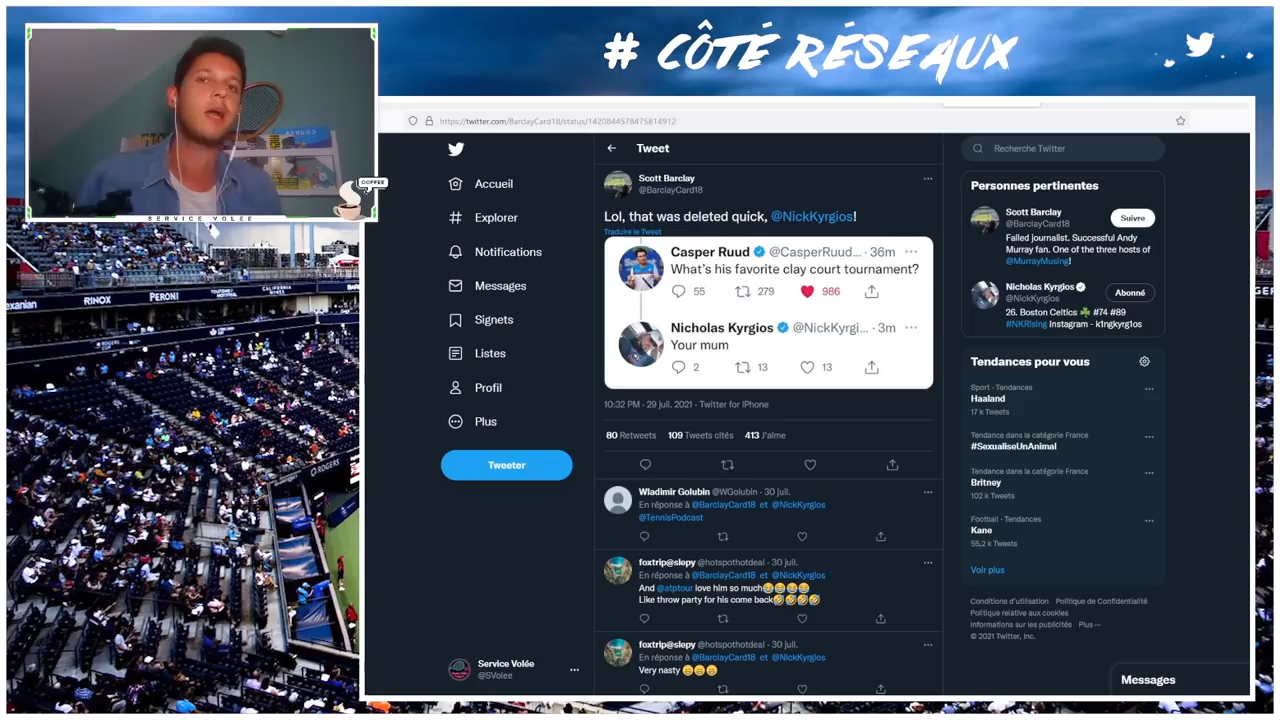 # CÔTÉ RÉSEAUX
COFFEE
SERVICE VOLEE
COURTS
RINOX
PERONI
ROGERS
https://twitter.com/BarclayCard18/status/1420844578475814912
Accueil
Explorer
Notifications
Messages
Signets
Listes
Profil
Plus
Tweeter
Service Volée
@SVolee
Tweet
Scott Barclay
@BarclayCard18
Lol, that was deleted quick, @NickKyrgios!
Traduire le Tweet
Casper Ruud @CasperRuud... · 36m
What's his favorite clay court tournament?
55 279 986
Nicholas Kyrgios @NickKyrgi... · 3m
Your mum
2 13 13
10:32 PM · 29 juil. 2021 · Twitter for iPhone
80 Retweets 109 Tweets cités 413 J'aime
Wladimir Golubin @WGolubin · 30 juil.
En réponse à @BarclayCard18 et @NickKyrgios
@TennisPodcast
foxtrip@slepy @hotspothotdeal · 30 juil.
En réponse à @BarclayCard18 et @NickKyrgios
And @atptour love him so much😂😂😂😂
Like throw party for his come back🤣🤣🤣🤣
foxtrip@slepy @hotspothotdeal · 30 juil.
En réponse à @BarclayCard18 et @NickKyrgios
Very nasty 😑😑😑
Recherche Twitter
Personnes pertinentes
Scott Barclay
@BarclayCard18
Suivre
Failed journalist. Successful Andy
Murray fan. One of the three hosts of
@MurrayMusing!
Nicholas Kyrgios
@NickKyrgios
Abonné
26. Boston Celtics ☘️ #74 #89
#NKRising Instagram - k1ngkyrg1os
Tendances pour vous
Sport · Tendances
Haaland
17 k Tweets
Tendance dans la catégorie France
#SexualiseUnAnimal
Tendance dans la catégorie France
Britney
102 k Tweets
Football · Tendances
Kane
55,2 k Tweets
Voir plus
Conditions d'utilisation Politique de Confidentialité
Politique relative aux cookies
Informations sur les publicités Plus ···
© 2021 Twitter, Inc.
Messages